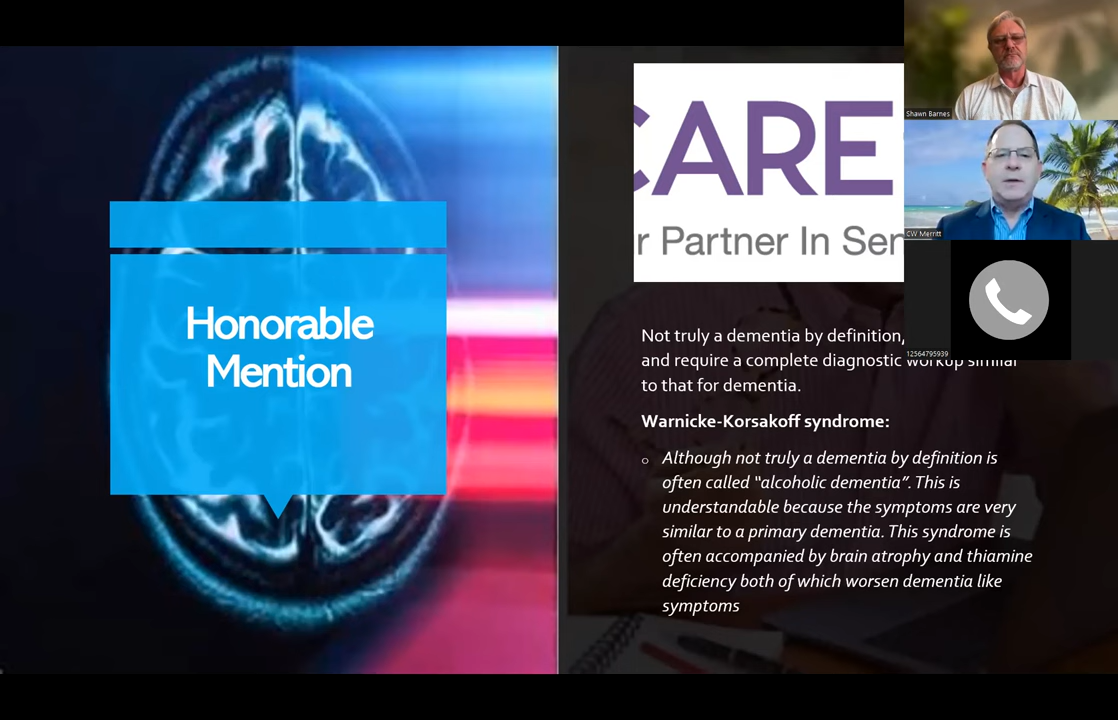 Honorable
Mention
CARE
r Partner In Sen
Not truly a dementia by definition,
and require a complete diagnostic workup similar
to that for dementia.
Warnicke-Korsakoff syndrome:
Although not truly a dementia by definition is
often called “alcoholic dementia”. This is
understandable because the symptoms are very
similar to a primary dementia. This syndrome is
often accompanied by brain atrophy and thiamine
deficiency both of which worsen dementia like
symptoms
Shawn Barnes
CW Merritt
12564795939